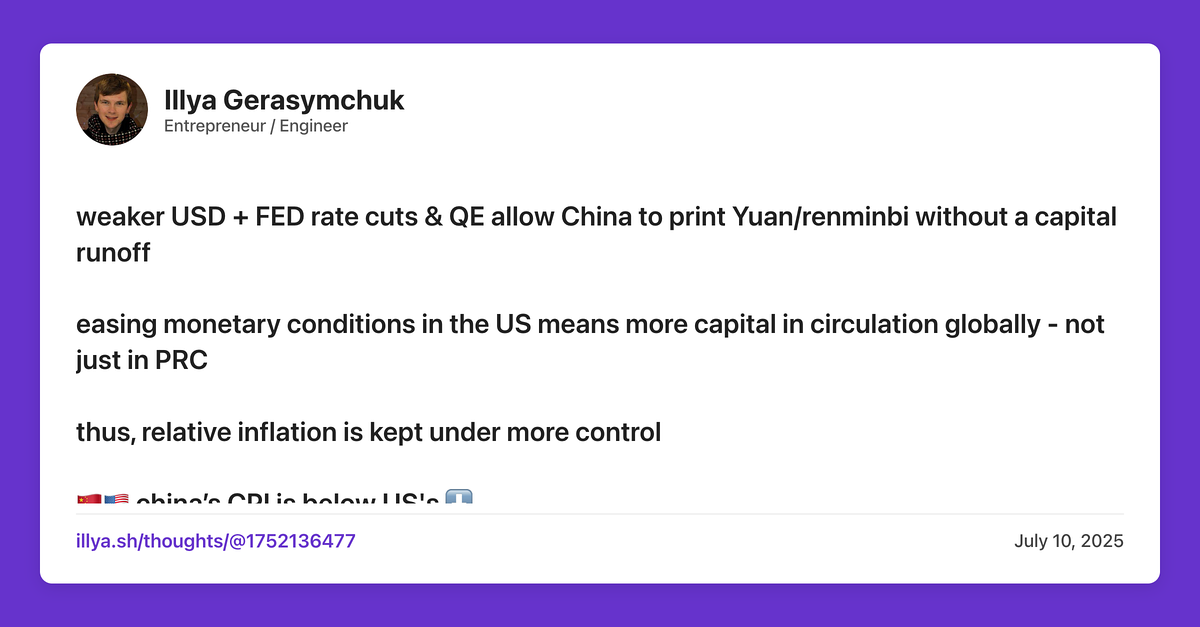 Illya Gerasymchuk
Entrepreneur / Engineer
weaker USD + FED rate cuts & QE allow China to print Yuan/renminbi without a capital
runoff
easing monetary conditions in the US means more capital in circulation globally - not
just in PRC
thus, relative inflation is kept under more control
🇨🇳🇺🇸 china’s CPI is below US's ⬇️
illya.sh/thoughts/@1752136477
July 10, 2025